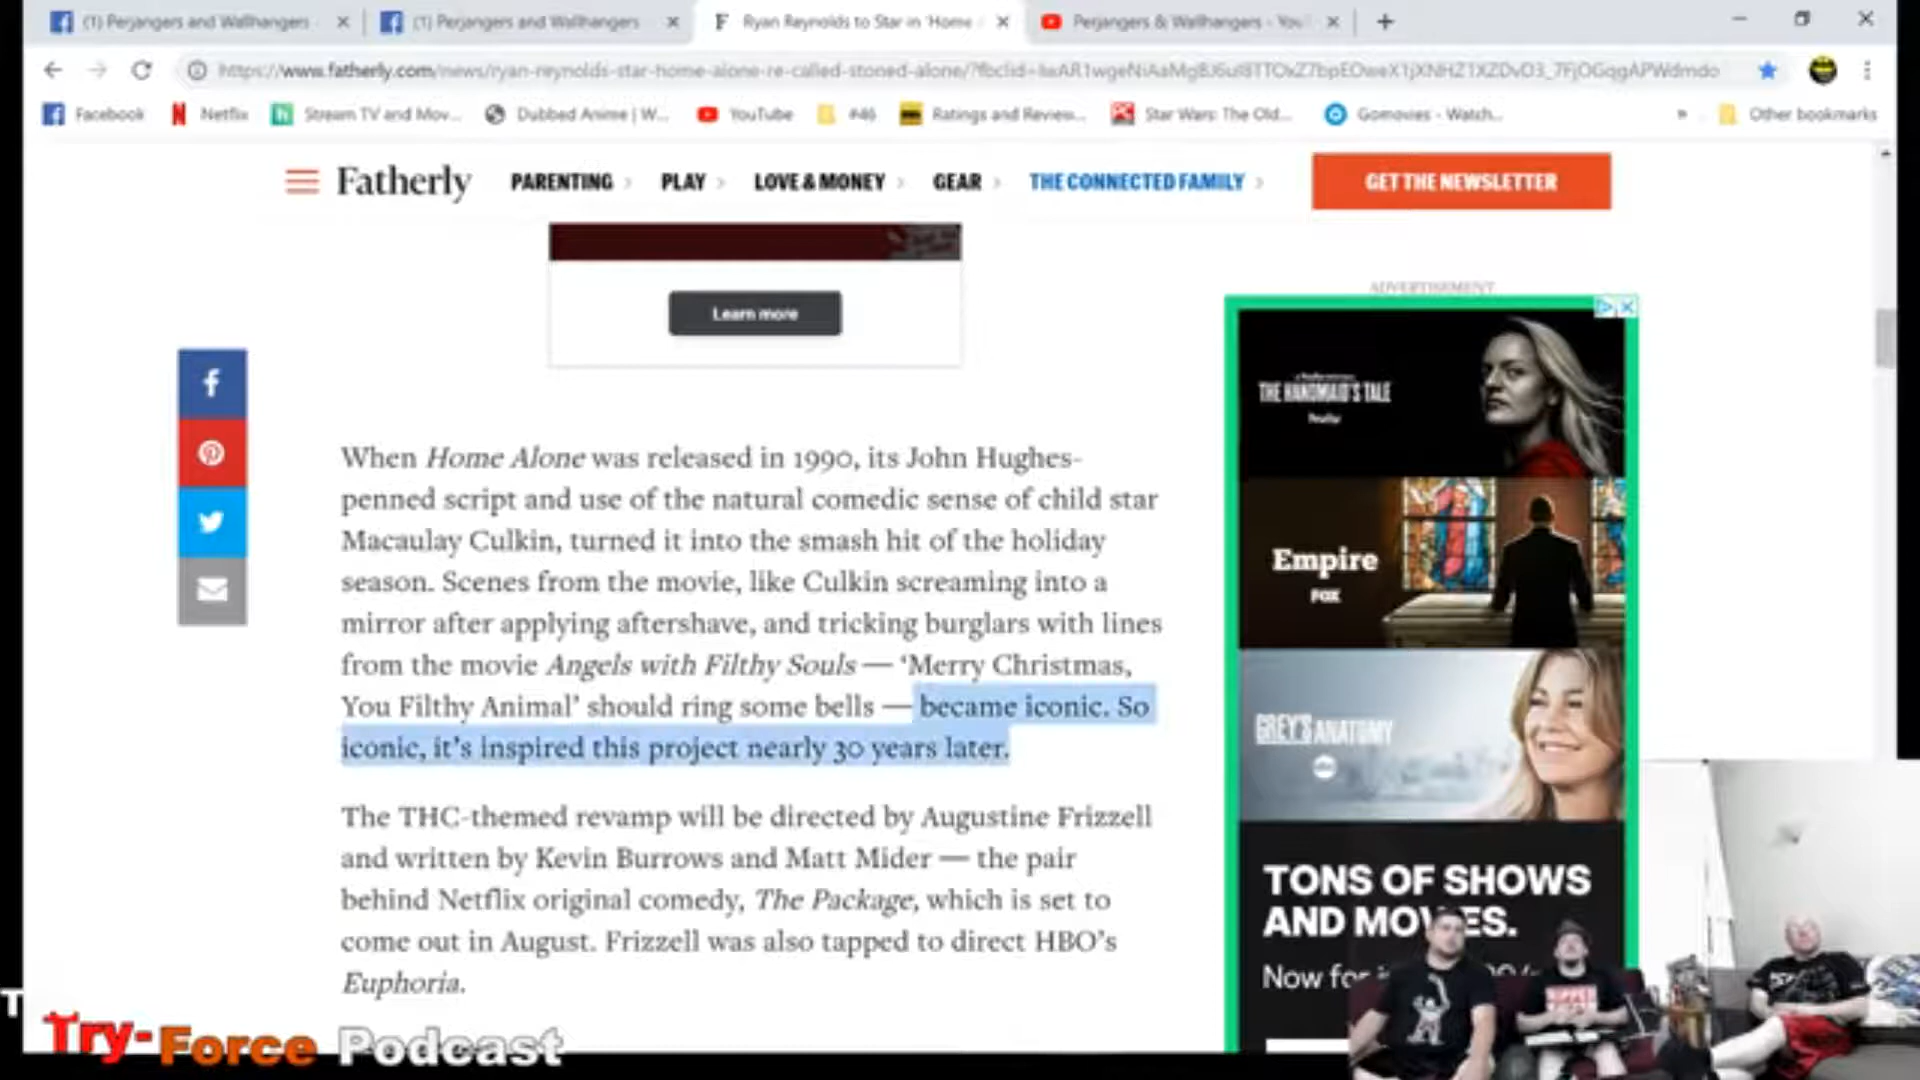 (1) Perjangers and Wallhangers
(1) Perjangers and Wallhangers
Ryan Reynolds to Star in 'Home
Perjangers & Wallhangers - You
Facebook
Netflix
Stream TV and Mov...
Dubbed Anime | W...
YouTube
#46
Ratings and Review...
Star Wars: The Old...
Gomovies - Watch...
»
Other bookmarks
Fatherly
PARENTING
PLAY
LOVE & MONEY
GEAR
THE CONNECTED FAMILY
GET THE NEWSLETTER
Learn more
ADVERTISEMENT
When Home Alone was released in 1990, its John Hughes-
penned script and use of the natural comedic sense of child star
Macaulay Culkin, turned it into the smash hit of the holiday
season. Scenes from the movie, like Culkin screaming into a
mirror after applying aftershave, and tricking burglars with lines
from the movie Angels with Filthy Souls — ‘Merry Christmas,
You Filthy Animal’ should ring some bells — became iconic. So
iconic, it’s inspired this project nearly 30 years later.
The THC-themed revamp will be directed by Augustine Frizzell
and written by Kevin Burrows and Matt Mider — the pair
behind Netflix original comedy, The Package, which is set to
come out in August. Frizzell was also tapped to direct HBO’s
Euphoria.
THE HANDMAID'S TALE
hulu
Empire
FOX
GREY'S ANATOMY
abc
TONS OF SHOWS
AND MOVIES.
Now for
Try-Force Podcast